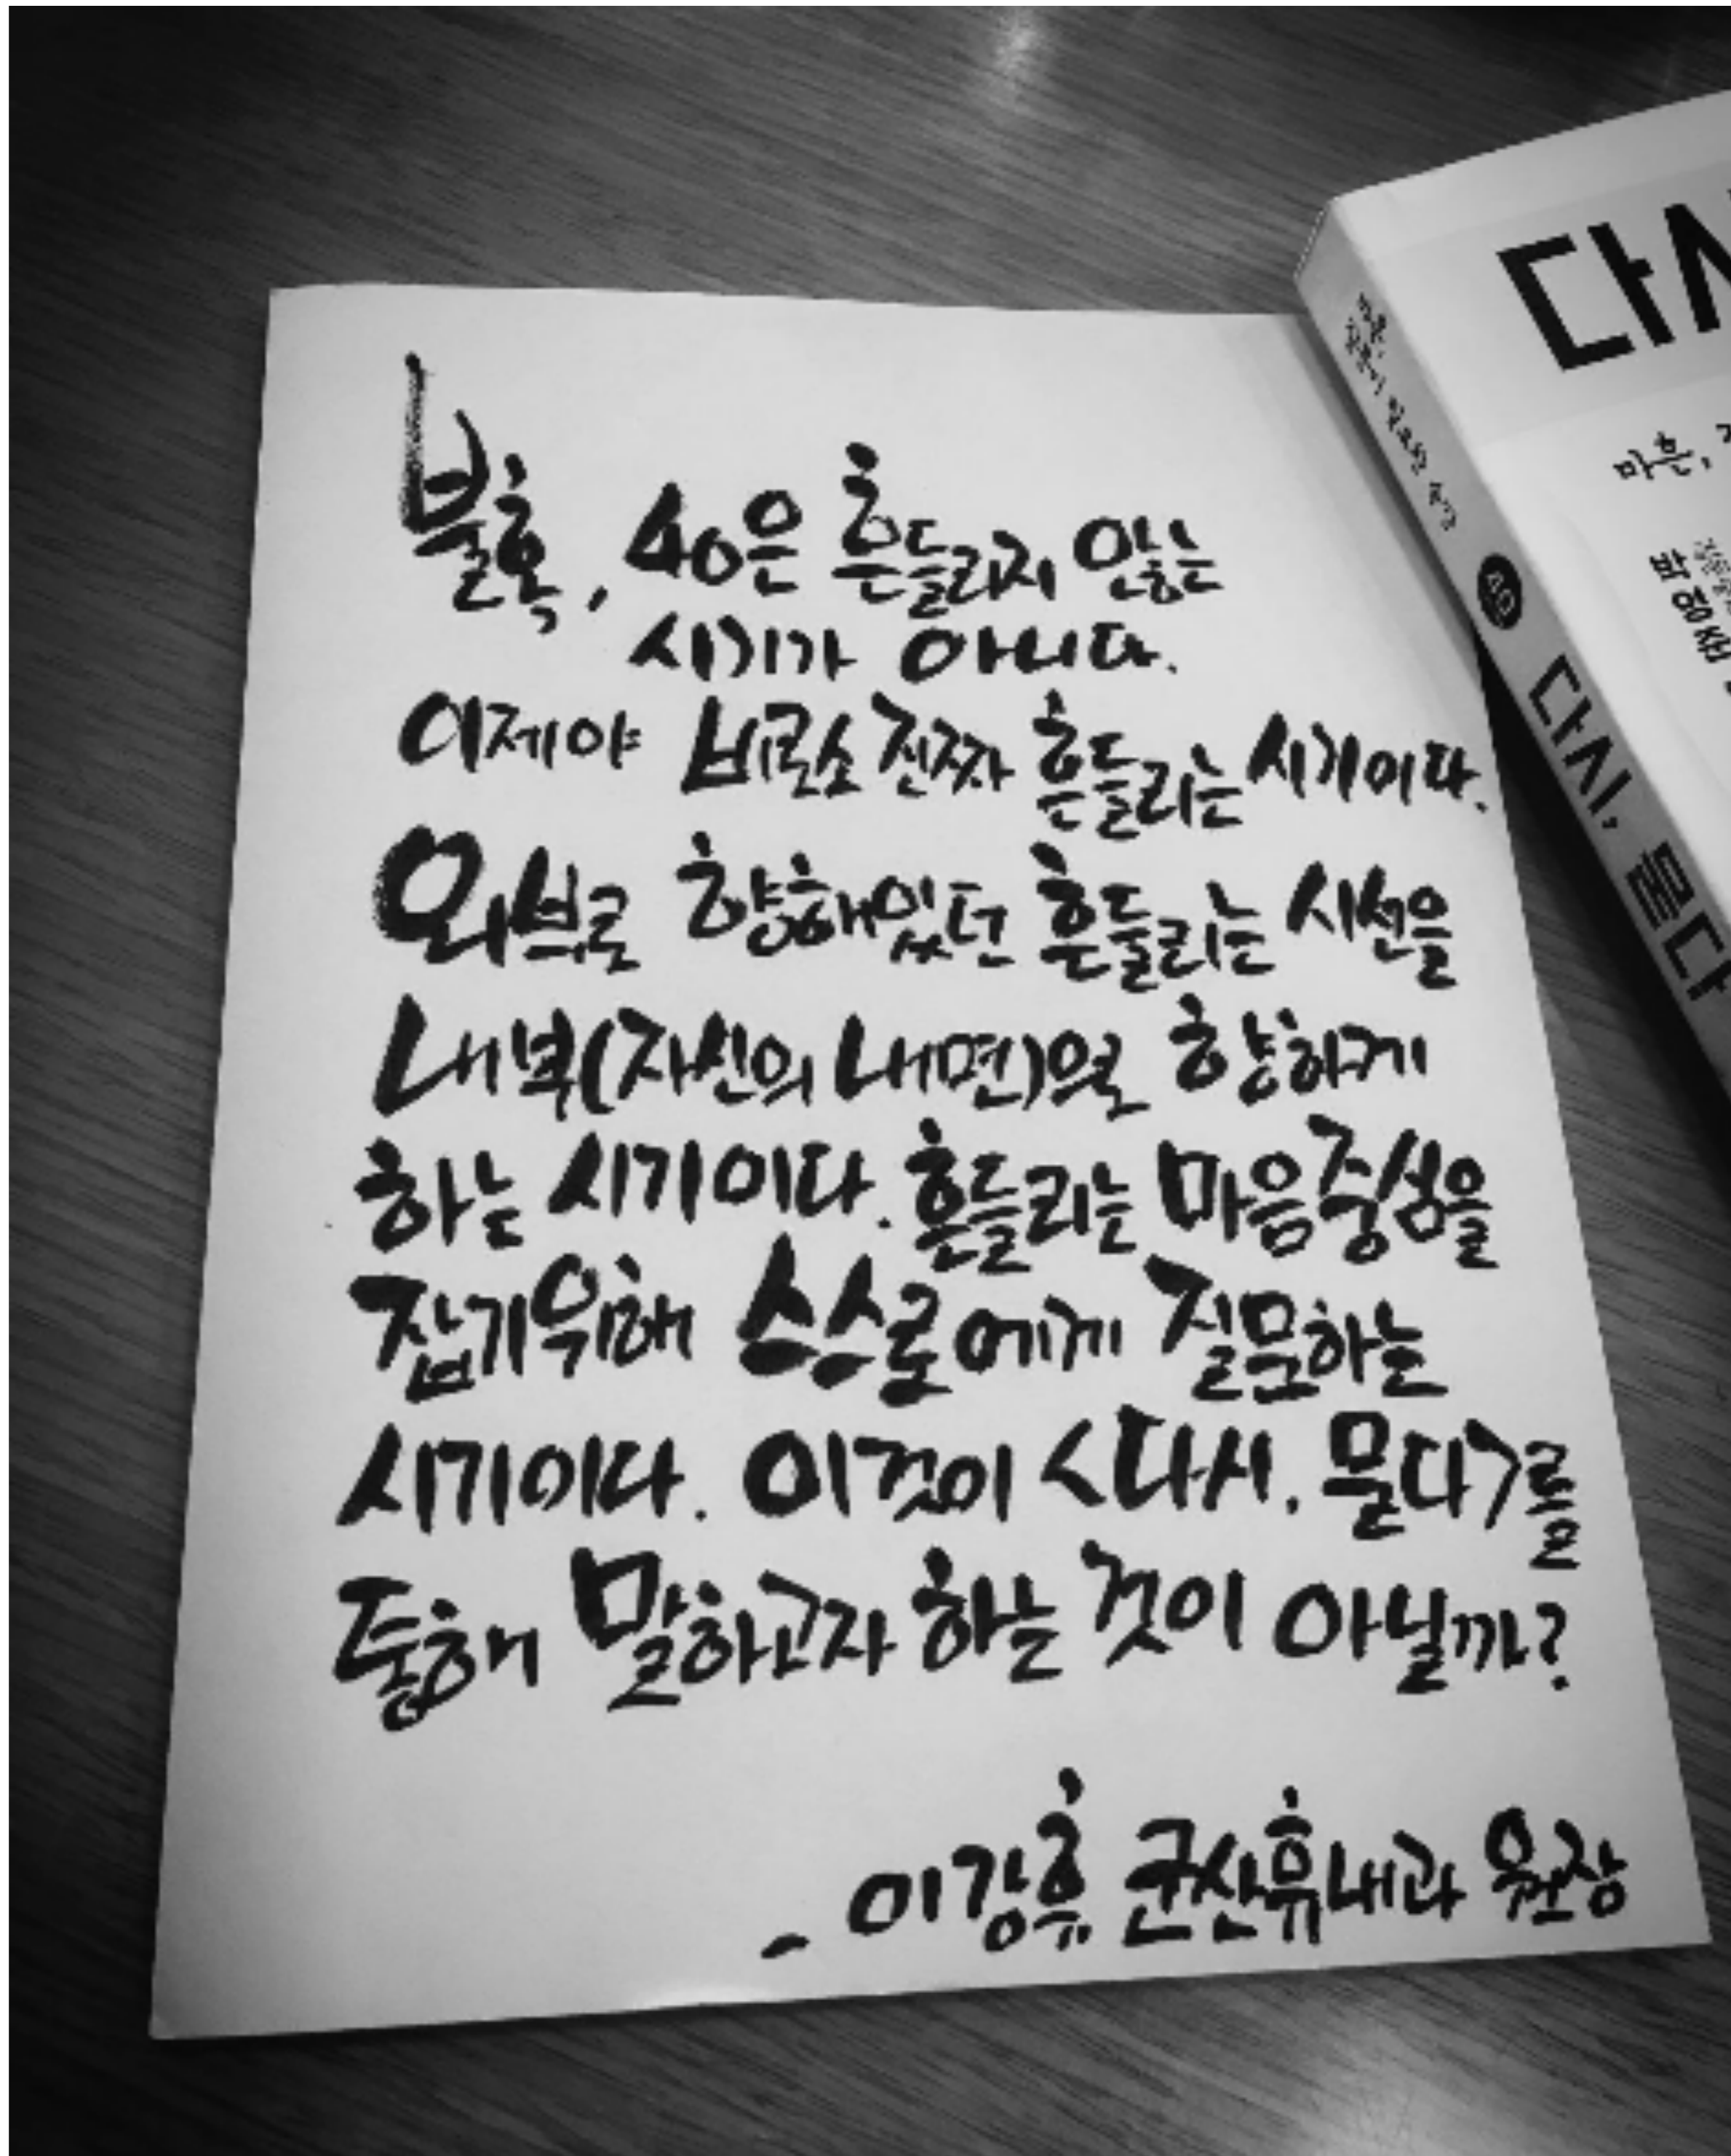 불혹, 40은 흔들리지 않는
시기가 아니다.
이제야 비로소 진짜 흔들리는 시기이다.
외부로 향해있던 흔들리는 시선을
내부(자신의 내면)으로 향하게
하는 시기이다. 흔들리는 마음중심을
잡기위해 스스로에게 질문하는
시기이다. 이것이 <다시, 묻다>를
통해 말하고자 하는 것이 아닐까?
- 이강휴 군산휴내과 원장
다시
마흔,
박영준
마흔,
40
다시, 묻다